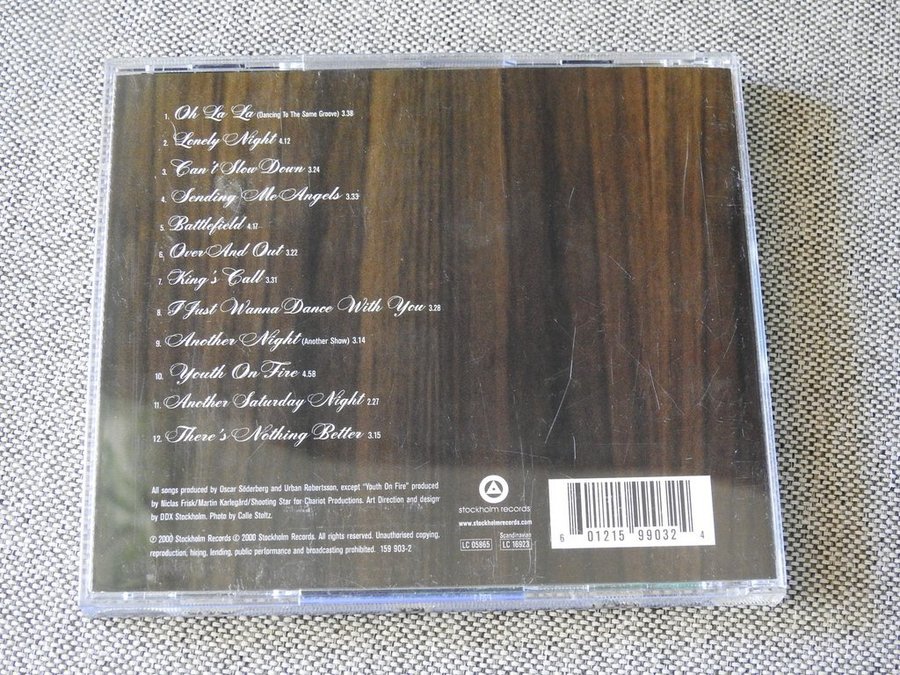 1. Oh La La (Dancing To The Same Groove) 3.38
2. Lonely Night 4.12
3. Can't Slow Down 3.24
4. Sending Me Angels 3.33
5. Battlefield 4.17
6. Over And Out 3.22
7. King's Call 3.31
8. I Just Wanna Dance With You 3.28
9. Another Night (Another Show) 3.14
10. Youth On Fire 4.58
11. Another Saturday Night 2.27
12. There's Nothing Better 3.15
All songs produced by Oscar Söderberg and Urban Robertsson, except "Youth On Fire" produced
by Niclas Frisk/Martin Karlegård/Shooting Star for Chariot Productions. Art Direction and design
by DDX Stockholm. Photo by Calle Stoltz.
℗ 2000 Stockholm Records © 2000 Stockholm Records. All rights reserved. Unauthorised copying,
reproduction, hiring, lending, public performance and broadcasting prohibited. 159 903-2
stockholm records
www.stockholmrecords.com
LC 05865
Scandinavian
LC 16923
6 01215 99032 4